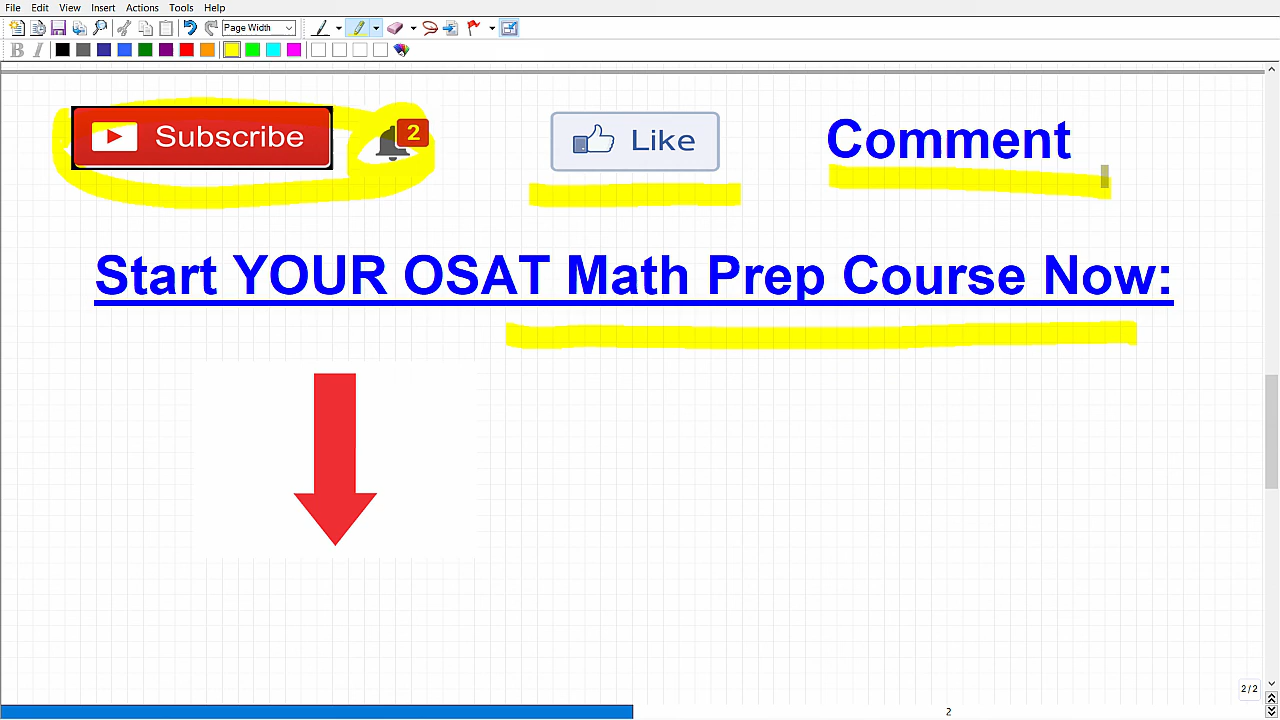 File Edit View Insert Actions Tools Help
Page Width
B I
Subscribe 2 Like Comment
Start YOUR OSAT Math Prep Course Now:
2/2
2